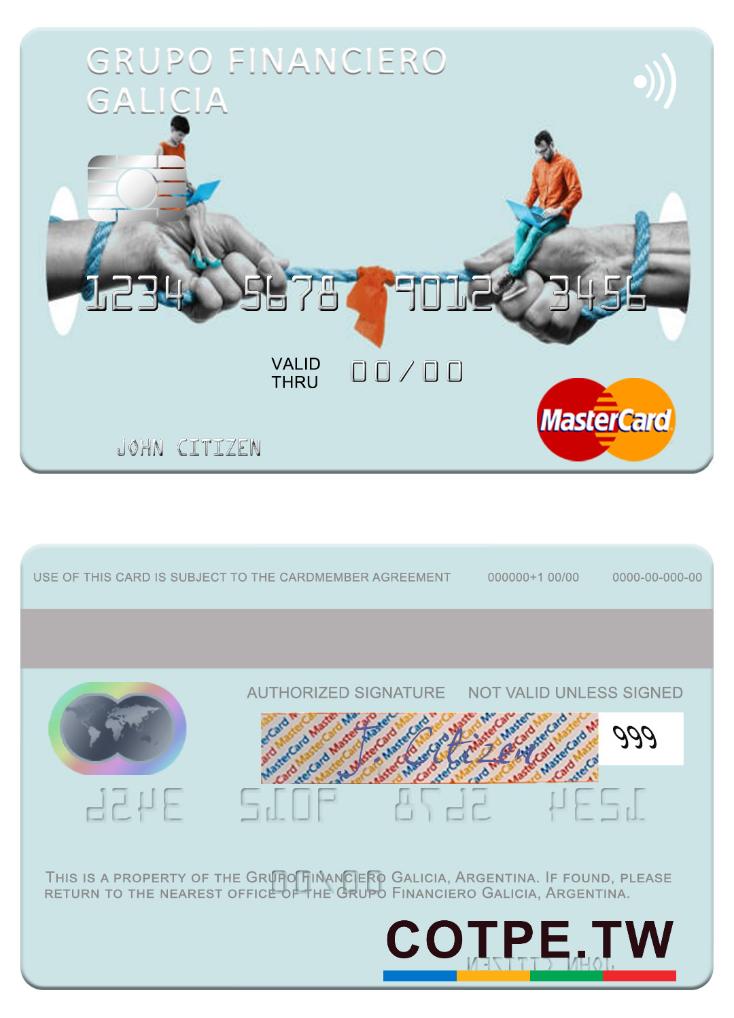 GRUPO FINANCIERO
GALICIA
1234 5678 9012 3456
VALID
THRU
00/00
MasterCard
JOHN CITIZEN
USE OF THIS CARD IS SUBJECT TO THE CARDMEMBER AGREEMENT 000000+1 00/00 0000-00-000-00
AUTHORIZED SIGNATURE NOT VALID UNLESS SIGNED
J. Citizen
999
THIS IS A PROPERTY OF THE GRUPO FINANCIERO GALICIA, ARGENTINA. IF FOUND, PLEASE
RETURN TO THE NEAREST OFFICE OF THE GRUPO FINANCIERO GALICIA, ARGENTINA.
COTPE.TW